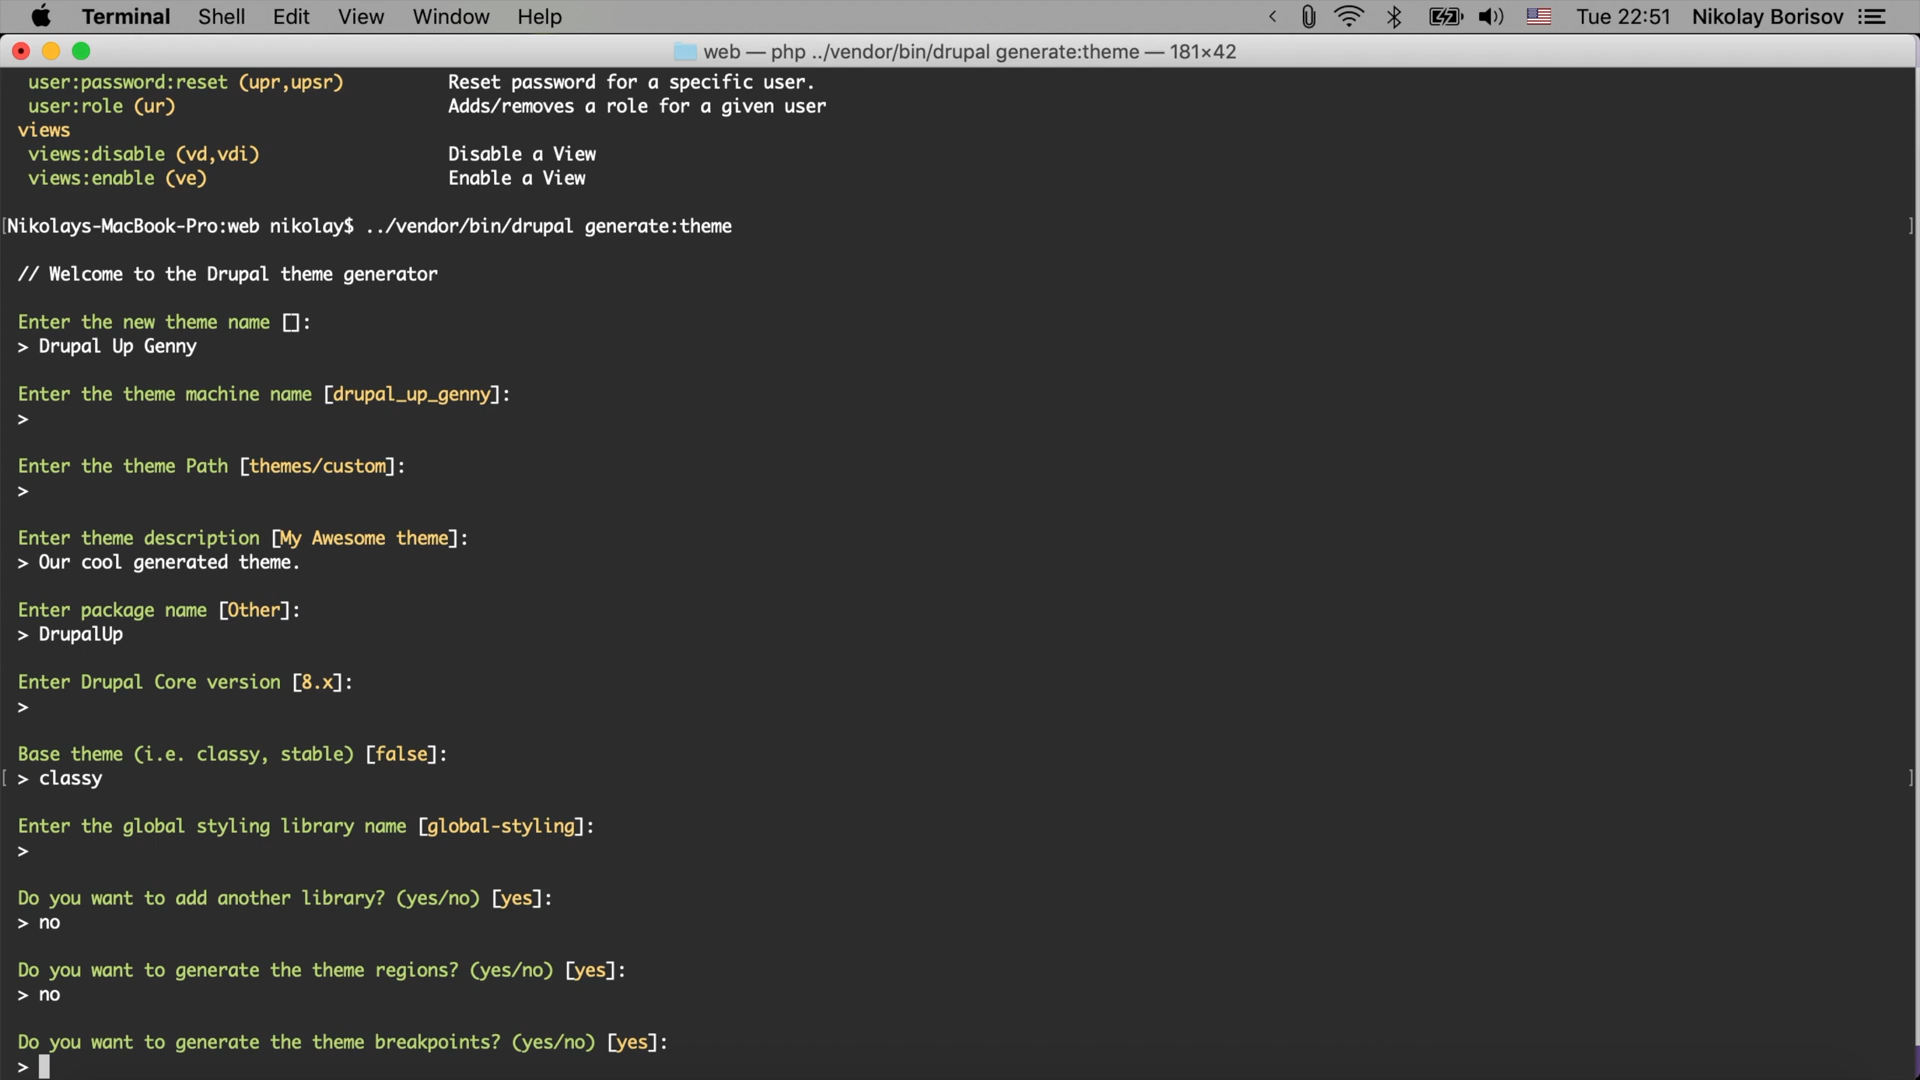 Terminal Shell Edit View Window Help Tue 22:51 Nikolay Borisov
web — php ../vendor/bin/drupal generate:theme — 181×42
user:password:reset (upr,upsr) Reset password for a specific user.
user:role (ur) Adds/removes a role for a given user
views
views:disable (vd,vdi) Disable a View
views:enable (ve) Enable a View
[Nikolays-MacBook-Pro:web nikolay$ ../vendor/bin/drupal generate:theme ]
// Welcome to the Drupal theme generator
Enter the new theme name []:
> Drupal Up Genny
Enter the theme machine name [drupal_up_genny]:
>
Enter the theme Path [themes/custom]:
>
Enter theme description [My Awesome theme]:
> Our cool generated theme.
Enter package name [Other]:
> DrupalUp
Enter Drupal Core version [8.x]:
>
Base theme (i.e. classy, stable) [false]:
[ > classy ]
Enter the global styling library name [global-styling]:
>
Do you want to add another library? (yes/no) [yes]:
> no
Do you want to generate the theme regions? (yes/no) [yes]:
> no
Do you want to generate the theme breakpoints? (yes/no) [yes]:
>